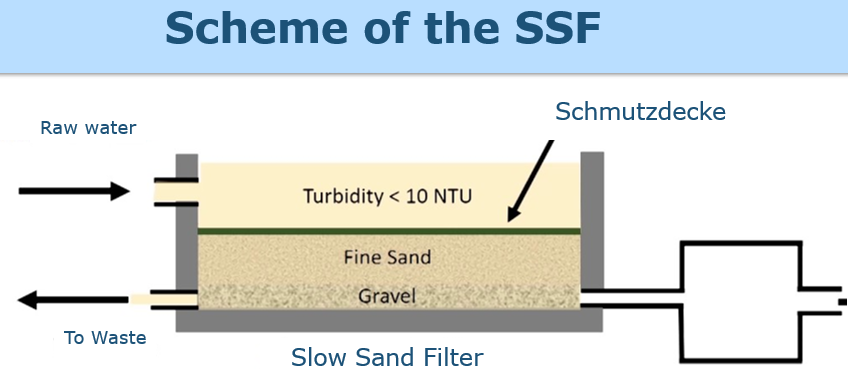 Scheme of the SSF
Schmutzdecke
Raw water
Turbidity < 10 NTU
Fine Sand
Gravel
To Waste
Slow Sand Filter